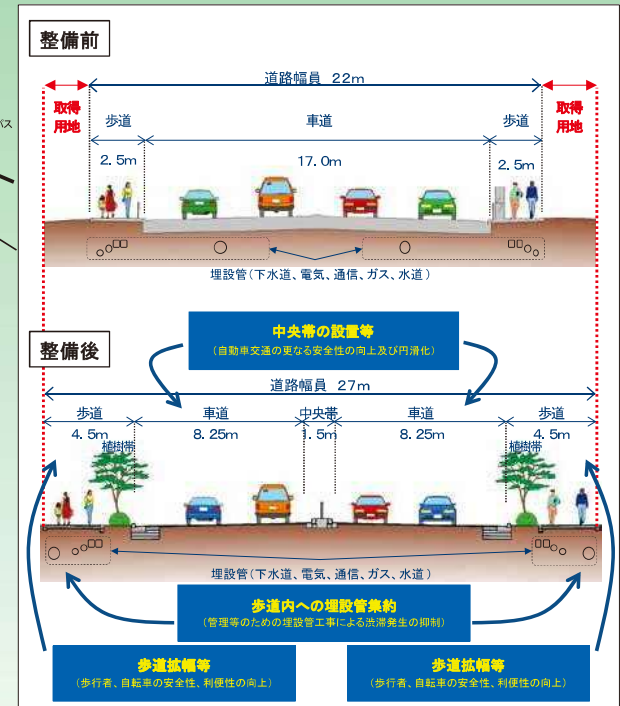 整備前
道路幅員 22m
取得
用地
取得
用地
バス
歩道
車道
歩道
2.5m
17.0m
2.5m
埋設管(下水道、電気、通信、ガス、水道)
中央帯の設置等
(自動車交通の更なる安全性の向上及び円滑化)
整備後
道路幅員 27m
歩道
車道
中央帯
車道
歩道
4.5m
8.25m
1.5m
8.25m
4.5m
植樹帯
植樹帯
埋設管(下水道、電気、通信、ガス、水道)
歩道内への埋設管集約
(管理等のための埋設管工事による渋滞発生の抑制)
歩道拡幅等
(歩行者、自転車の安全性、利便性の向上)
歩道拡幅等
(歩行者、自転車の安全性、利便性の向上)